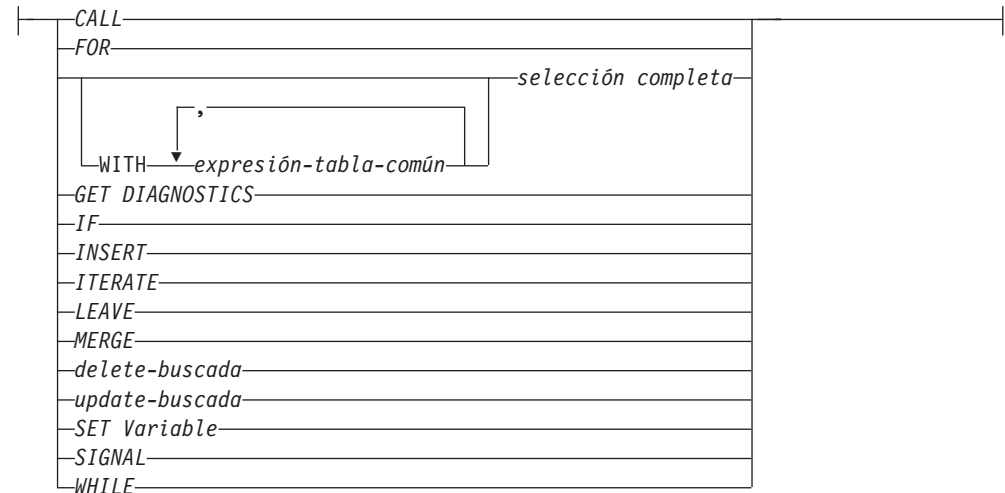 CALL
FOR
selección completa
,
WITH expresión-tabla-común
GET DIAGNOSTICS
IF
INSERT
ITERATE
LEAVE
MERGE
delete-buscada
update-buscada
SET Variable
SIGNAL
WHILE